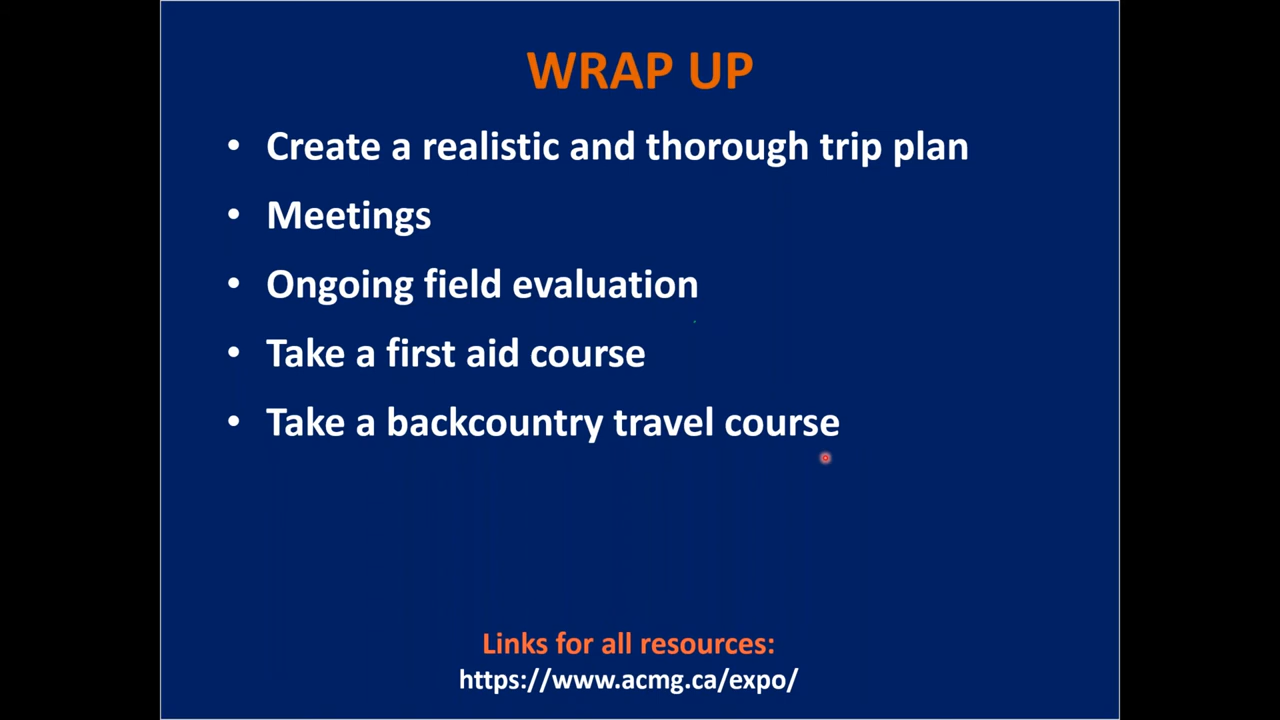 WRAP UP
• Create a realistic and thorough trip plan
• Meetings
• Ongoing field evaluation
• Take a first aid course
• Take a backcountry travel course
Links for all resources:
https://www.acmg.ca/expo/